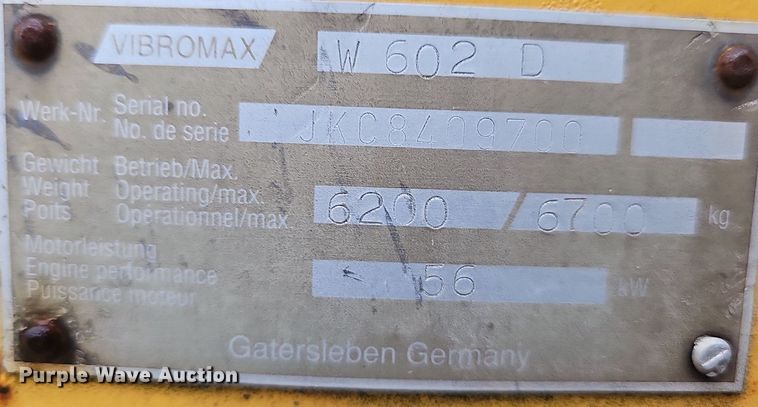 VIBROMAX W 602 D
Werk-Nr. Serial no. JKC8409700
No. de serie
Gewicht Betrieb/Max.
Weight Operating/max. 6200 / 6700 kg
Poits Operationnel/max.
Motorleistung
Engine performance 56 kW
Puissance moteur
Gatersleben Germany
Purple Wave Auction